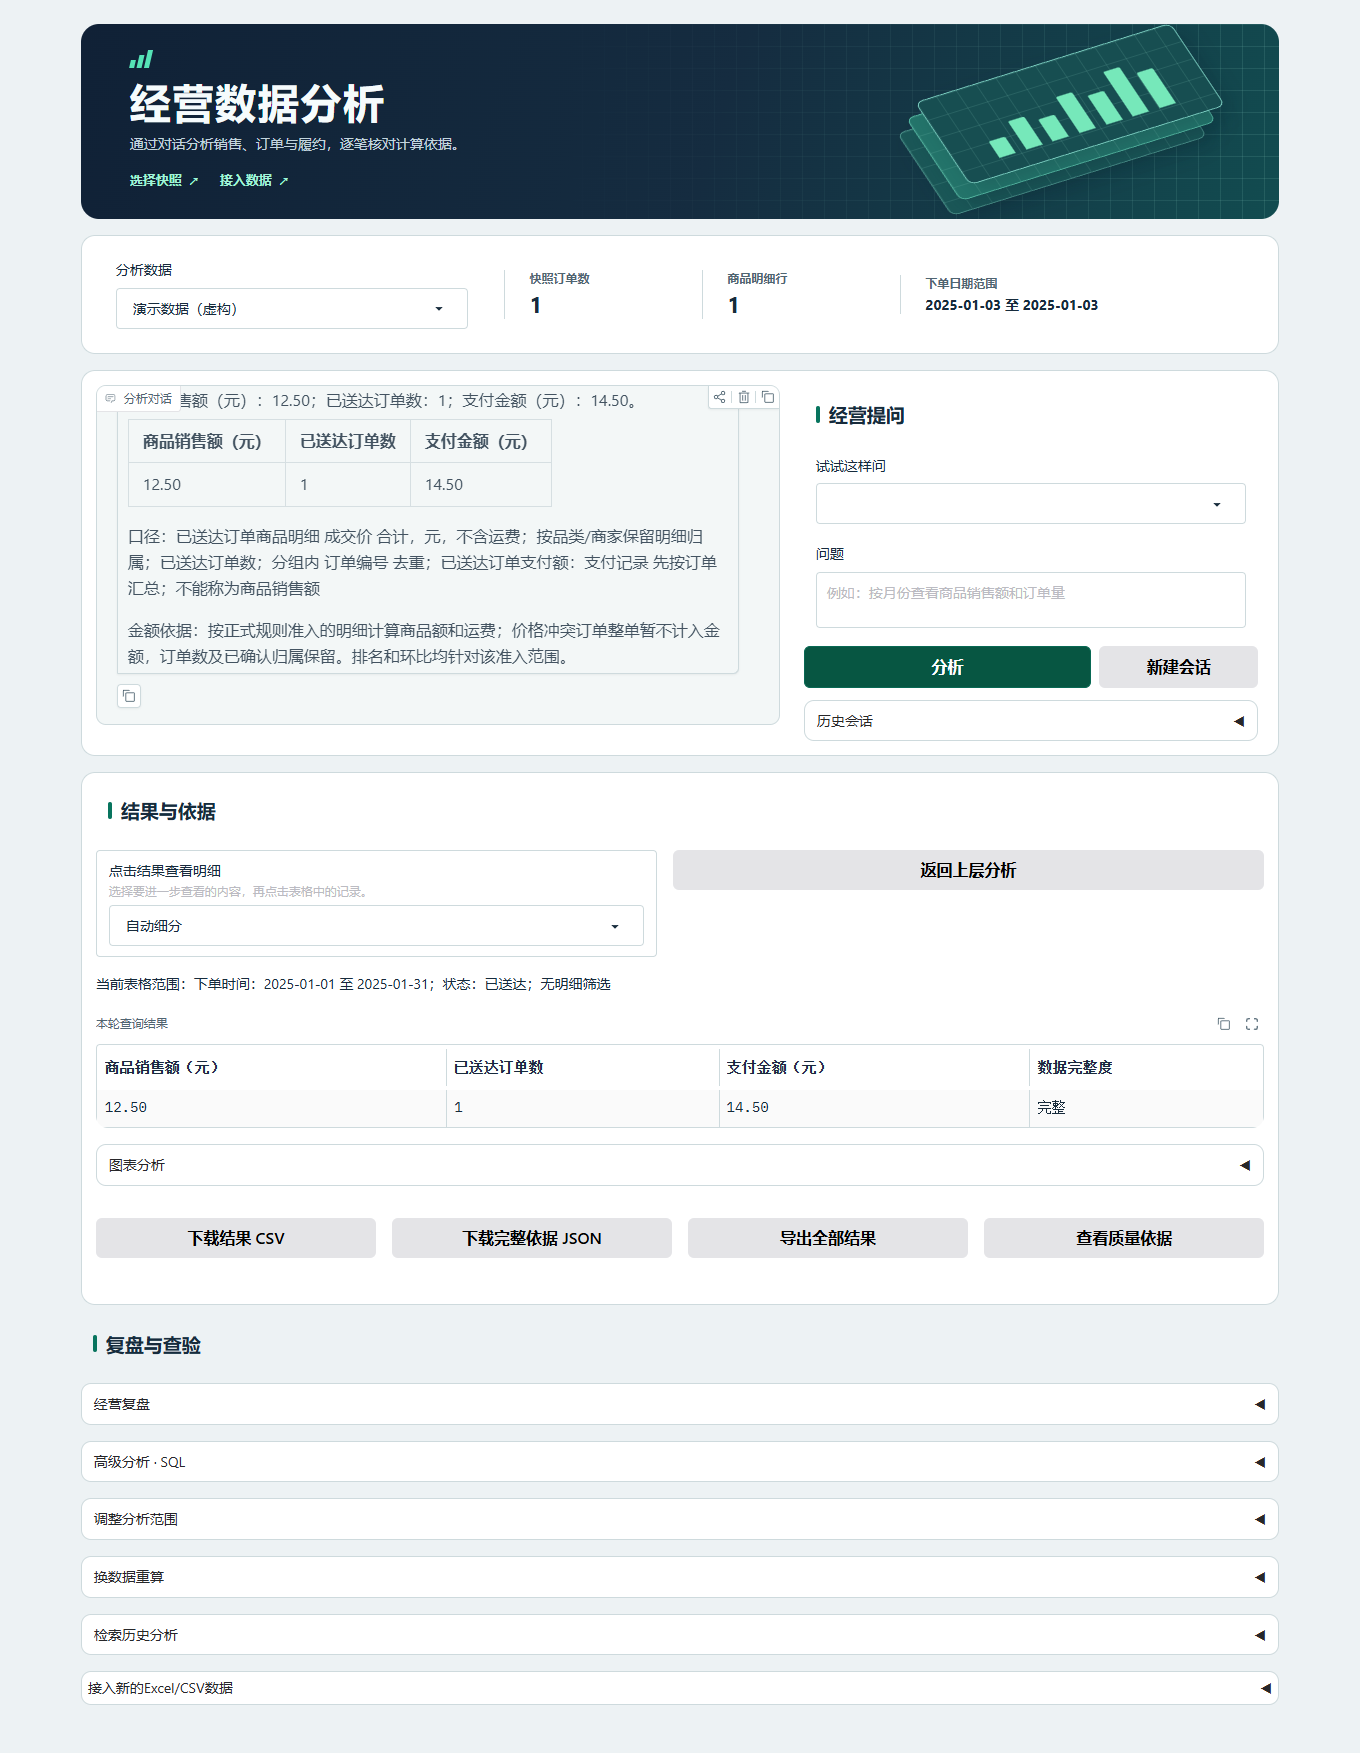 经营数据分析
通过对话分析销售、订单与履约，逐笔核对计算依据。
选择快照 ↗ 接入数据 ↗
分析数据
演示数据（虚构）
快照订单数
1
商品明细行
1
下单日期范围
2025-01-03 至 2025-01-03
分析对话
售额（元）：12.50；已送达订单数：1；支付金额（元）：14.50。
商品销售额（元） 已送达订单数 支付金额（元）
12.50 1 14.50
口径：已送达订单商品明细 成交价 合计，元，不含运费；按品类/商家保留明细归
属；已送达订单数；分组内 订单编号 去重；已送达订单支付额：支付记录 先按订单
汇总；不能称为商品销售额
金额依据：按正式规则准入的明细计算商品额和运费；价格冲突订单整单暂不计入金
额，订单数及已确认归属保留。排名和环比均针对该准入范围。
经营提问
试试这样问
问题
例如：按月份查看商品销售额和订单量
分析 新建会话
历史会话
结果与依据
点击结果查看明细
选择要进一步查看的内容，再点击表格中的记录。
自动细分
返回上层分析
当前表格范围：下单时间：2025-01-01 至 2025-01-31；状态：已送达；无明细筛选
本轮查询结果
商品销售额（元） 已送达订单数 支付金额（元） 数据完整度
12.50 1 14.50 完整
图表分析
下载结果 CSV 下载完整依据 JSON 导出全部结果 查看质量依据
复盘与查验
经营复盘
高级分析 · SQL
调整分析范围
换数据重算
检索历史分析
接入新的Excel/CSV数据